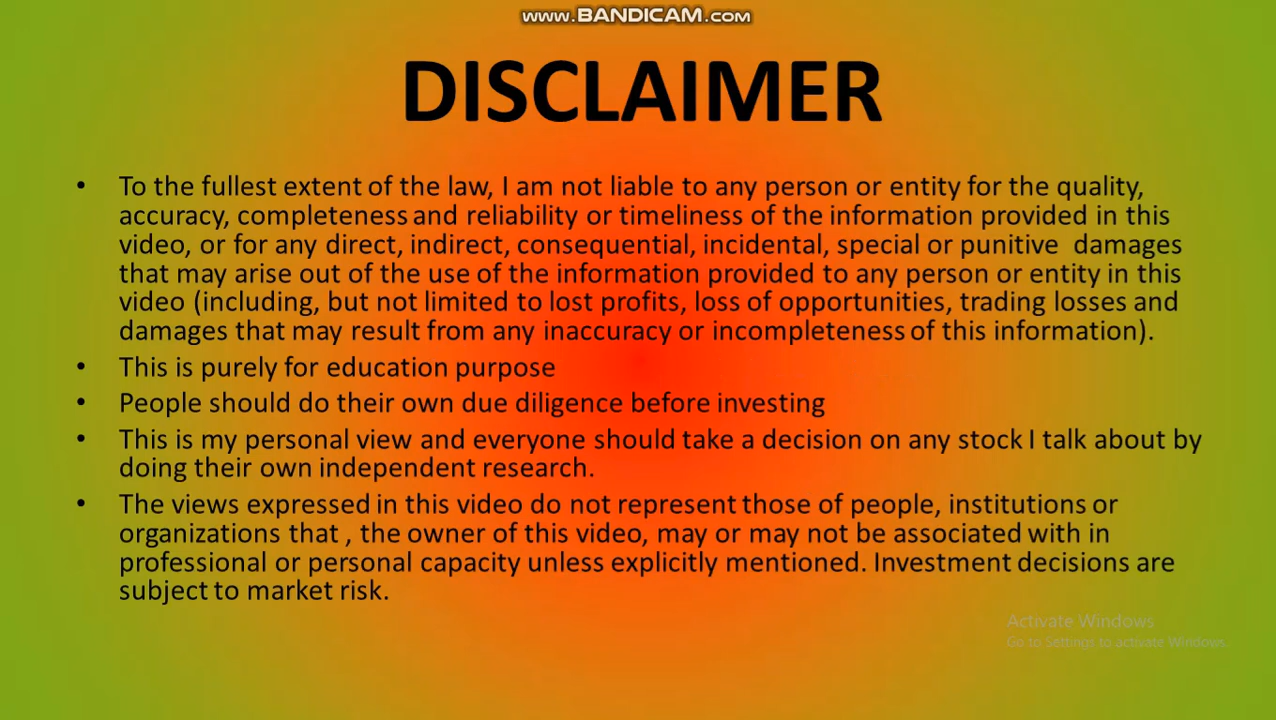 www.BANDICAM.com
DISCLAIMER
• To the fullest extent of the law, I am not liable to any person or entity for the quality,
accuracy, completeness and reliability or timeliness of the information provided in this
video, or for any direct, indirect, consequential, incidental, special or punitive  damages
that may arise out of the use of the information provided to any person or entity in this
video (including, but not limited to lost profits, loss of opportunities, trading losses and
damages that may result from any inaccuracy or incompleteness of this information).
• This is purely for education purpose
• People should do their own due diligence before investing
• This is my personal view and everyone should take a decision on any stock I talk about by
doing their own independent research.
• The views expressed in this video do not represent those of people, institutions or
organizations that , the owner of this video, may or may not be associated with in
professional or personal capacity unless explicitly mentioned. Investment decisions are
subject to market risk.
Activate Windows
Go to Settings to activate Windows.